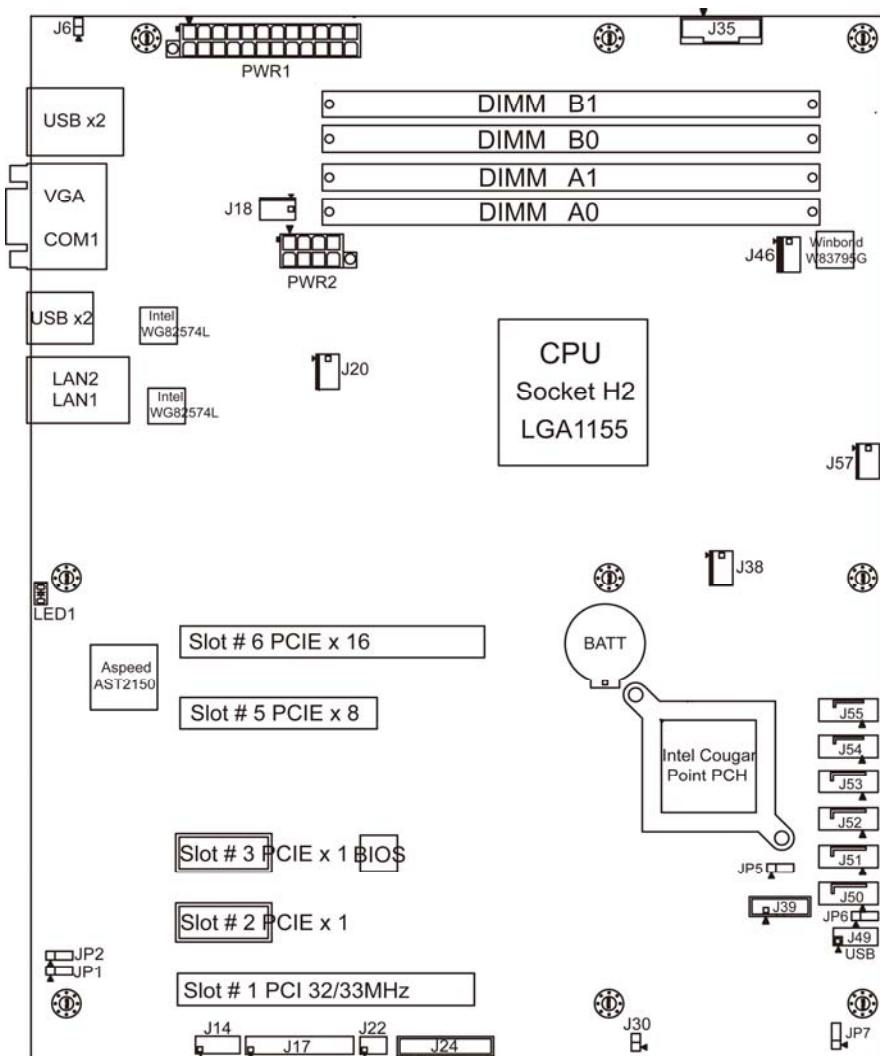 J6
J35
PWR1
USB x2
DIMM B1
DIMM B0
VGA
DIMM A1
J18
DIMM A0
COM1
J46
Winbond
W83795G
PWR2
USB x2
Intel
WG82574L
CPU
J20
LAN2
Socket H2
LAN1
Intel
WG82574L
LGA1155
J57
J38
LED1
Slot # 6 PCIE x 16
BATT
Aspeed
AST2150
Slot # 5 PCIE x 8
J55
J54
Intel Cougar
Point PCH
J53
J52
Slot # 3 PCIE x 1
BIOS
J51
JP5
J50
J39
JP6
Slot # 2 PCIE x 1
J49
USB
JP2
JP1
Slot # 1 PCI 32/33MHz
J14
J17
J22
J24
J30
JP7